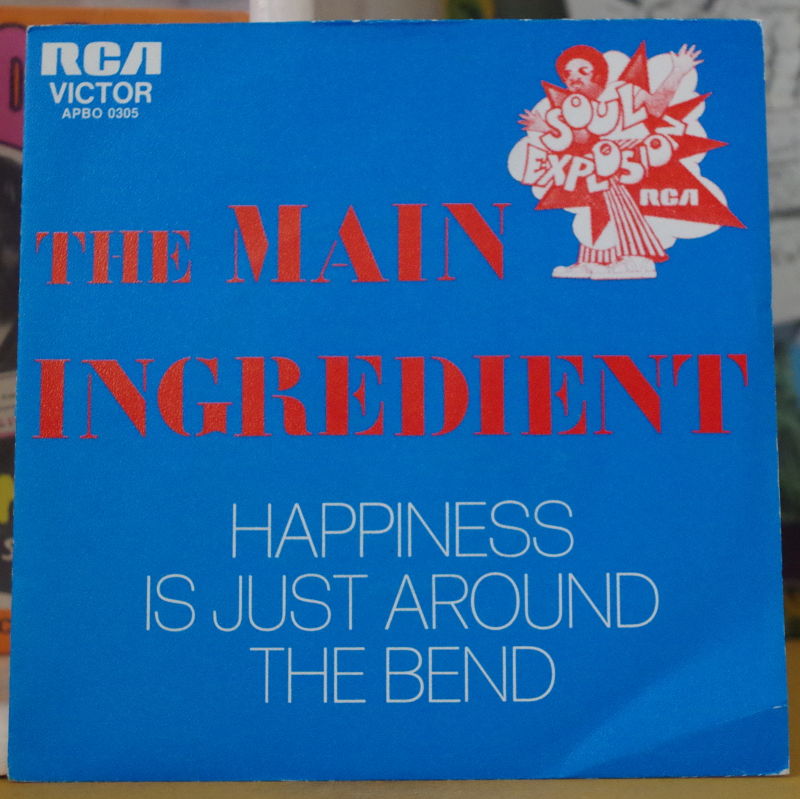 RCA
VICTOR
APBO 0305
SOUL
EXPLOSION
RCA
THE MAIN
INGREDIENT
HAPPINESS
IS JUST AROUND
THE BEND